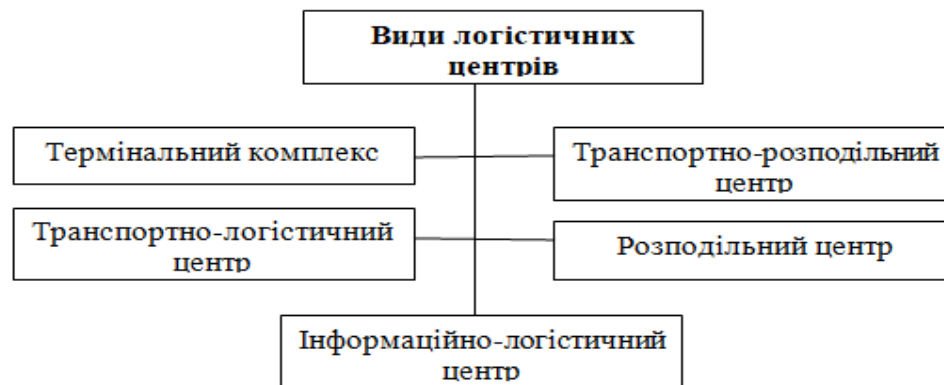 Види логістичних
центрів
Термінальний комплекс
Транспортно-розподільний
центр
Транспортно-логістичний
центр
Розподільний центр
Інформаційно-логістичний
центр